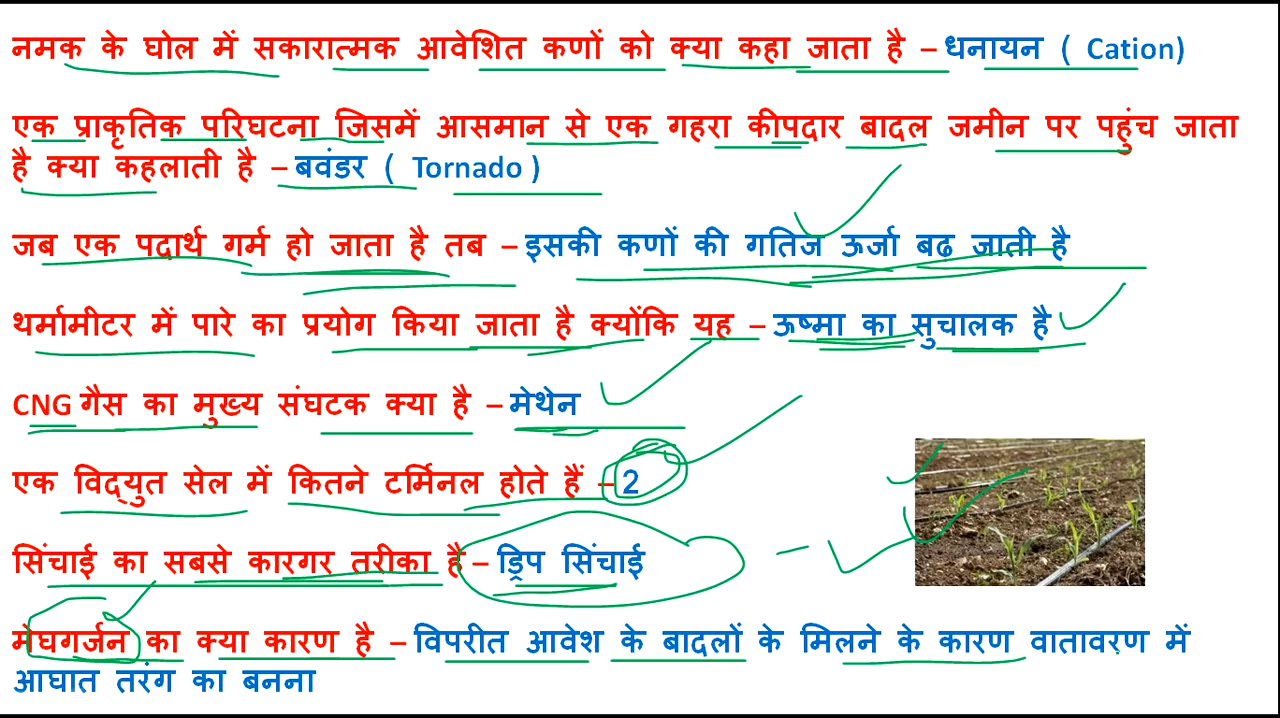 नमक के घोल में सकारात्मक आवेशित कणों को क्या कहा जाता है – धनायन ( Cation)
एक प्राकृतिक परिघटना जिसमें आसमान से एक गहरा कीपदार बादल जमीन पर पहुंच जाता
है क्या कहलाती है – बवंडर ( Tornado )
जब एक पदार्थ गर्म हो जाता है तब – इसकी कणों की गतिज ऊर्जा बढ़ जाती है
थर्मामीटर में पारे का प्रयोग किया जाता है क्योंकि यह – ऊष्मा का सुचालक है
CNG गैस का मुख्य संघटक क्या है – मेथेन
एक विद्युत सेल में कितने टर्मिनल होते हैं – 2
सिंचाई का सबसे कारगर तरीका है – ड्रिप सिंचाई
मेघगर्जन का क्या कारण है – विपरीत आवेश के बादलों के मिलने के कारण वातावरण में
आघात तरंग का बनना